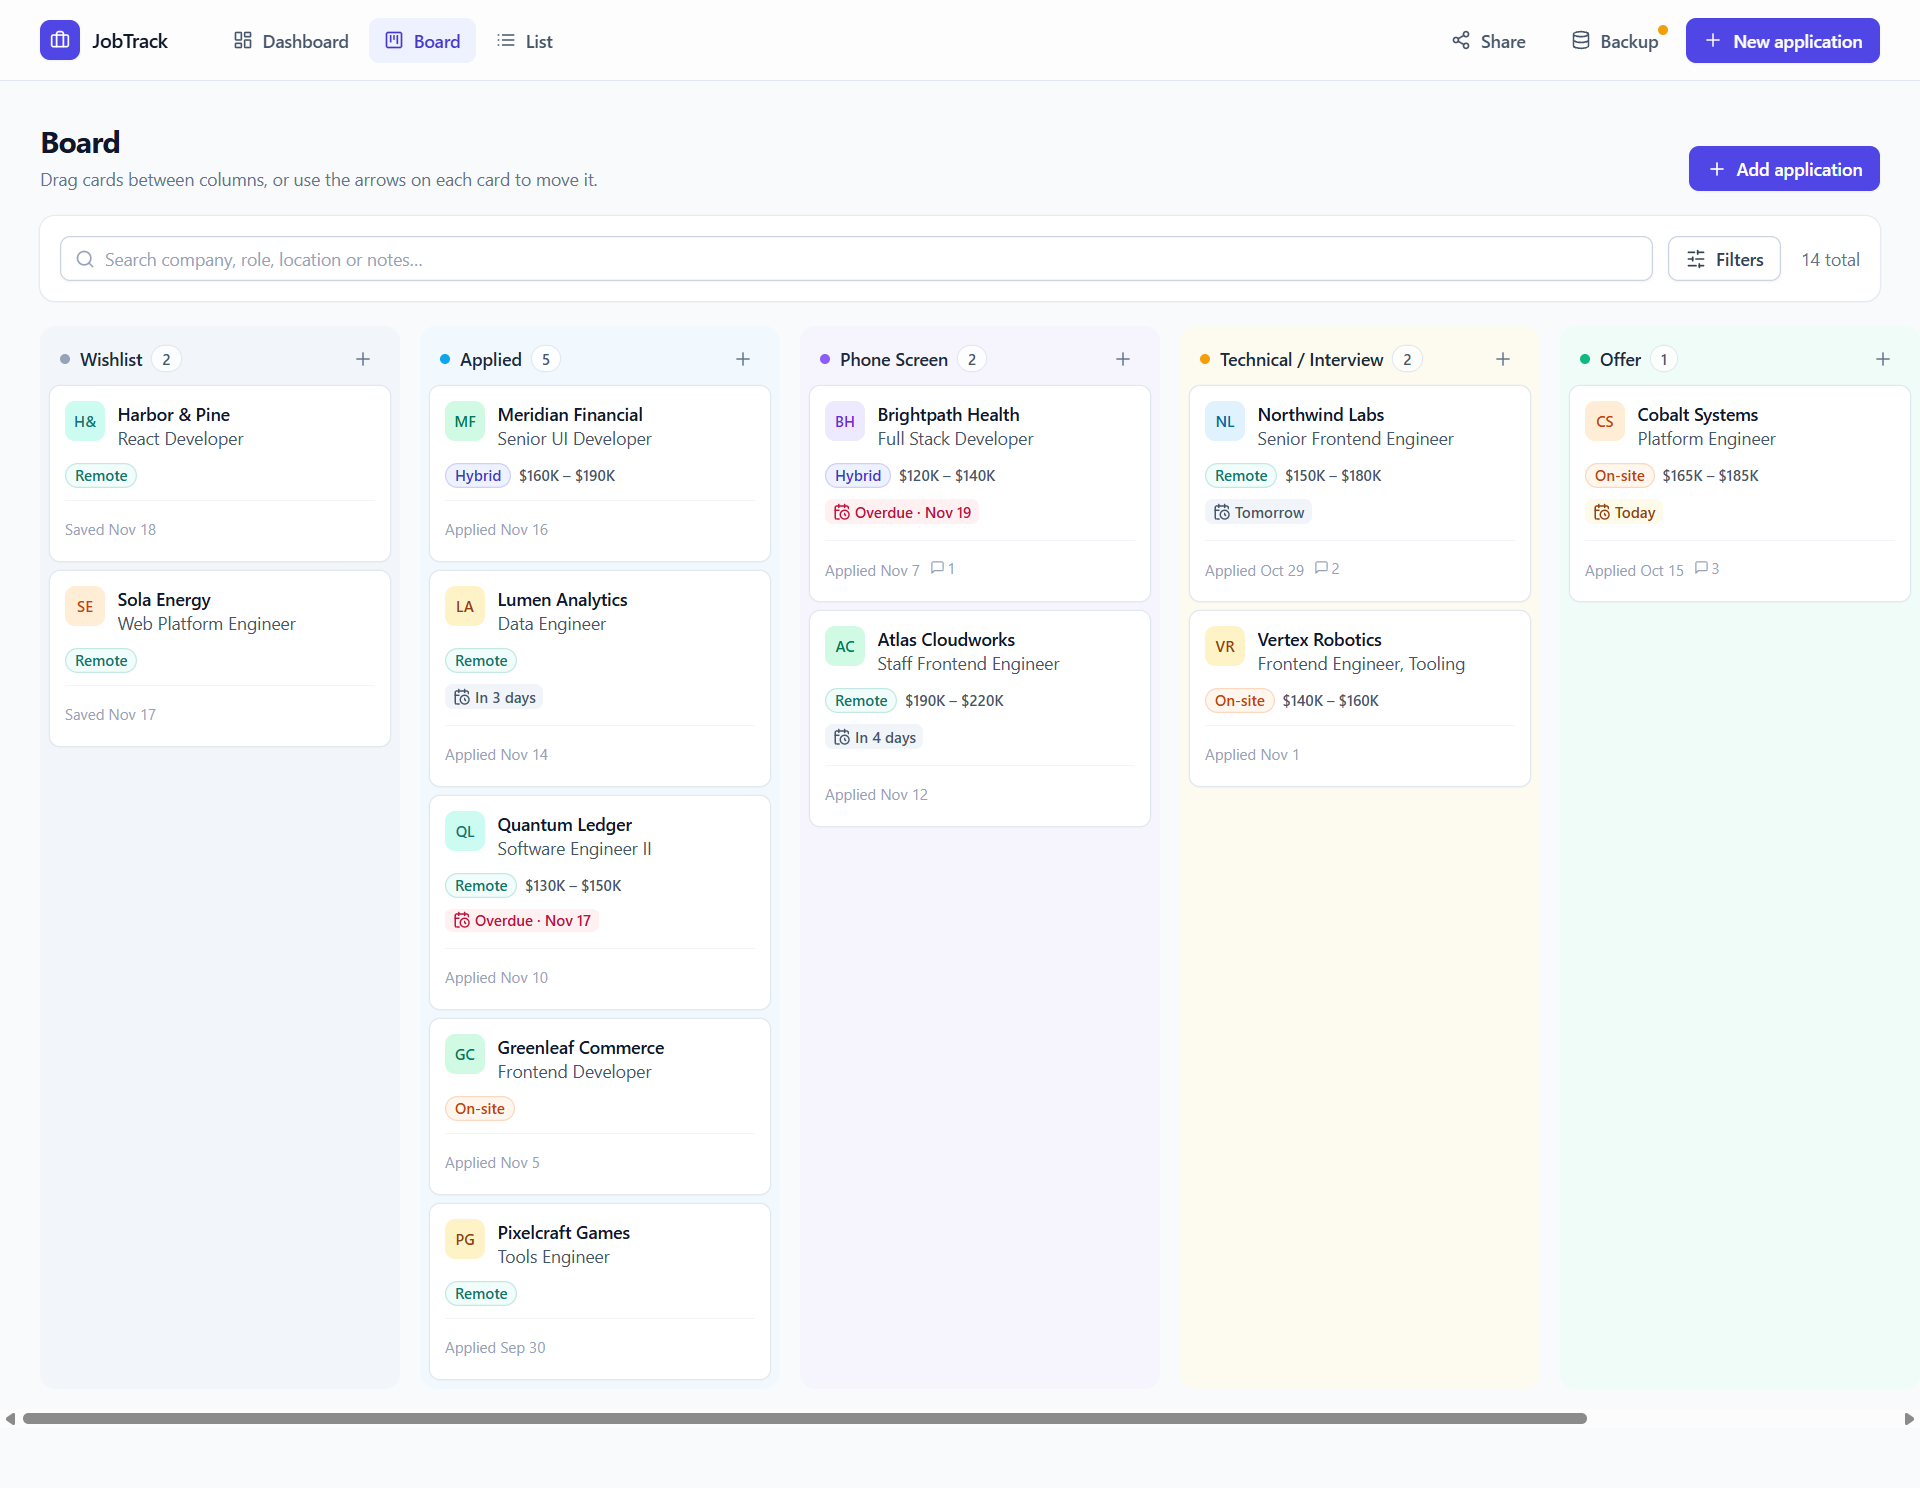 JobTrack
Dashboard
Board
List
Share
Backup
New application
Board
Drag cards between columns, or use the arrows on each card to move it.
Add application
Search company, role, location or notes...
Filters
14 total
Wishlist 2
H&
Harbor & Pine
React Developer
Remote
Saved Nov 18
SE
Sola Energy
Web Platform Engineer
Remote
Saved Nov 17
Applied 5
MF
Meridian Financial
Senior UI Developer
Hybrid $160K – $190K
Applied Nov 16
LA
Lumen Analytics
Data Engineer
Remote
In 3 days
Applied Nov 14
QL
Quantum Ledger
Software Engineer II
Remote $130K – $150K
Overdue · Nov 17
Applied Nov 10
GC
Greenleaf Commerce
Frontend Developer
On-site
Applied Nov 5
PG
Pixelcraft Games
Tools Engineer
Remote
Applied Sep 30
Phone Screen 2
BH
Brightpath Health
Full Stack Developer
Hybrid $120K – $140K
Overdue · Nov 19
Applied Nov 7 1
AC
Atlas Cloudworks
Staff Frontend Engineer
Remote $190K – $220K
In 4 days
Applied Nov 12
Technical / Interview 2
NL
Northwind Labs
Senior Frontend Engineer
Remote $150K – $180K
Tomorrow
Applied Oct 29 2
VR
Vertex Robotics
Frontend Engineer, Tooling
On-site $140K – $160K
Applied Nov 1
Offer 1
CS
Cobalt Systems
Platform Engineer
On-site $165K – $185K
Today
Applied Oct 15 3